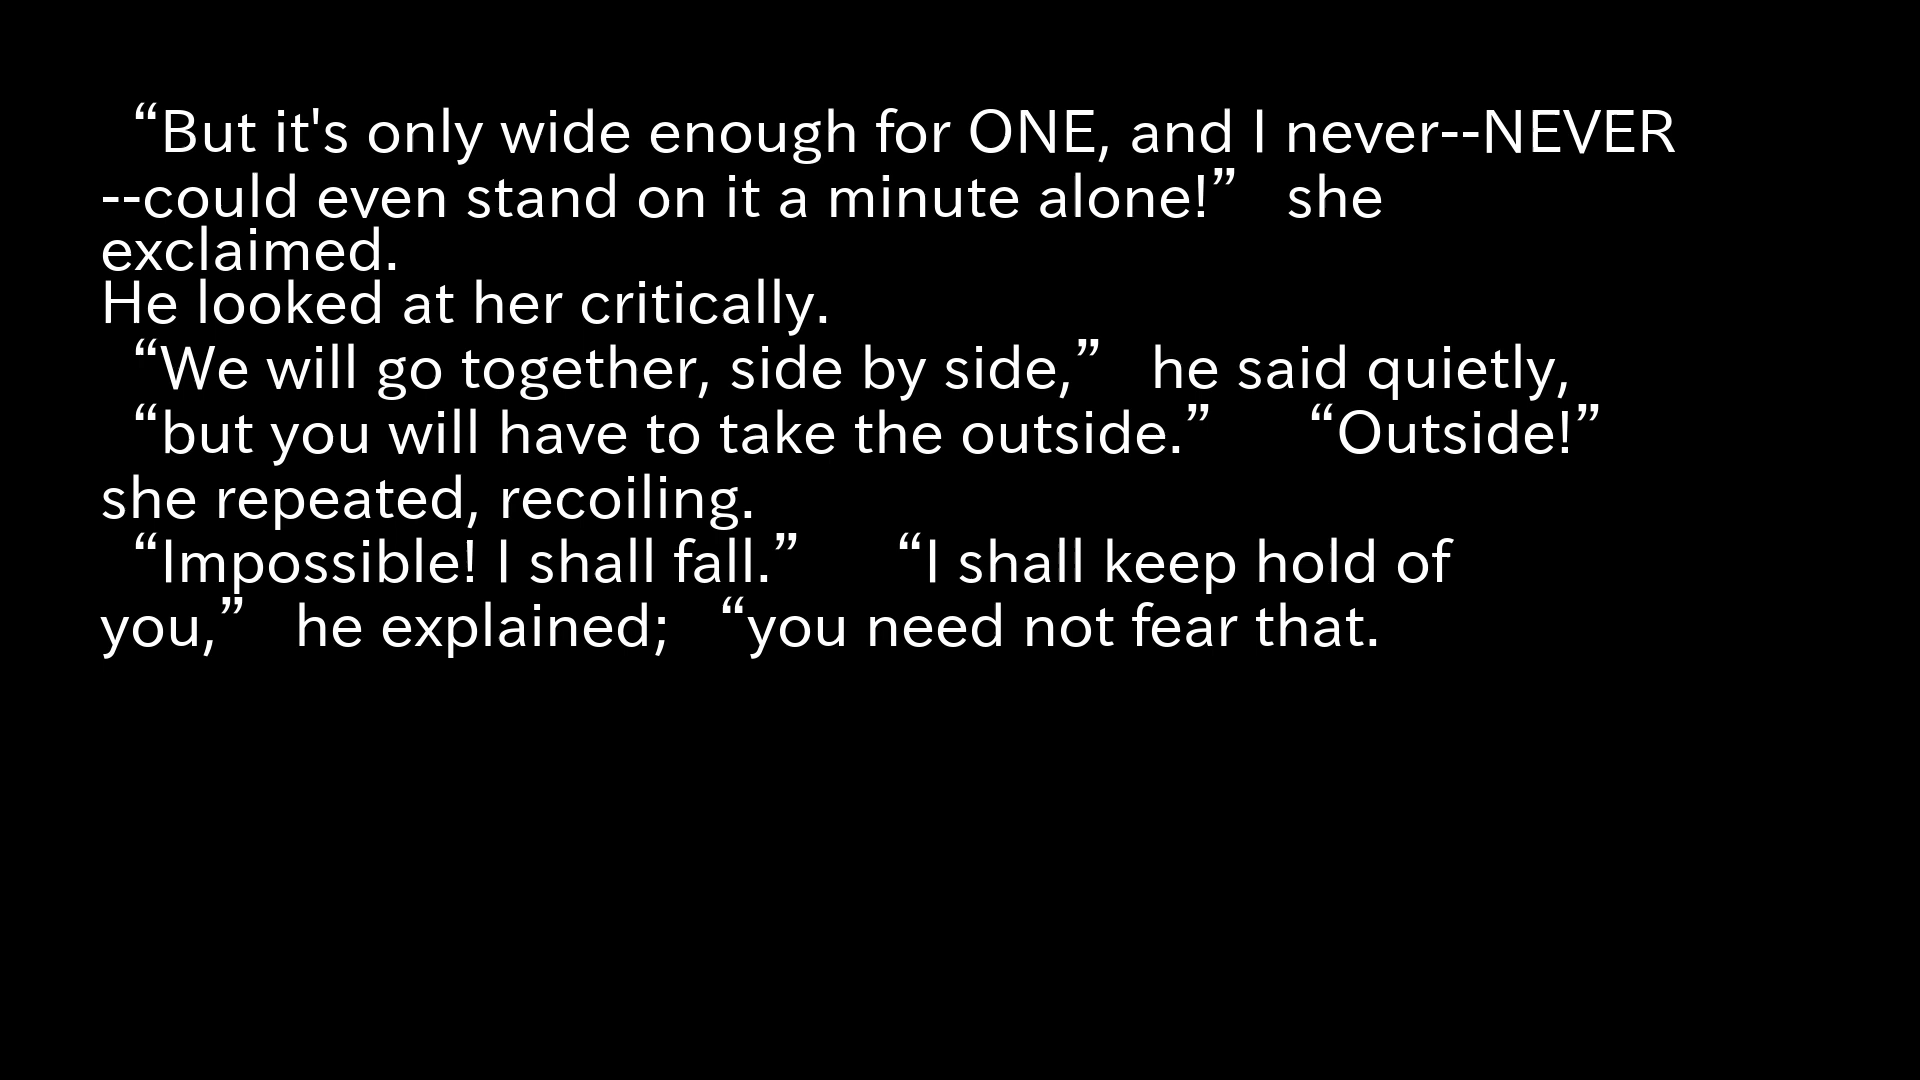 “But it's only wide enough for ONE, and I never--NEVER
--could even stand on it a minute alone!” she
exclaimed.
He looked at her critically.
“We will go together, side by side,” he said quietly,
“but you will have to take the outside.” “Outside!”
she repeated, recoiling.
“Impossible! I shall fall.” “I shall keep hold of
you,” he explained; “you need not fear that.